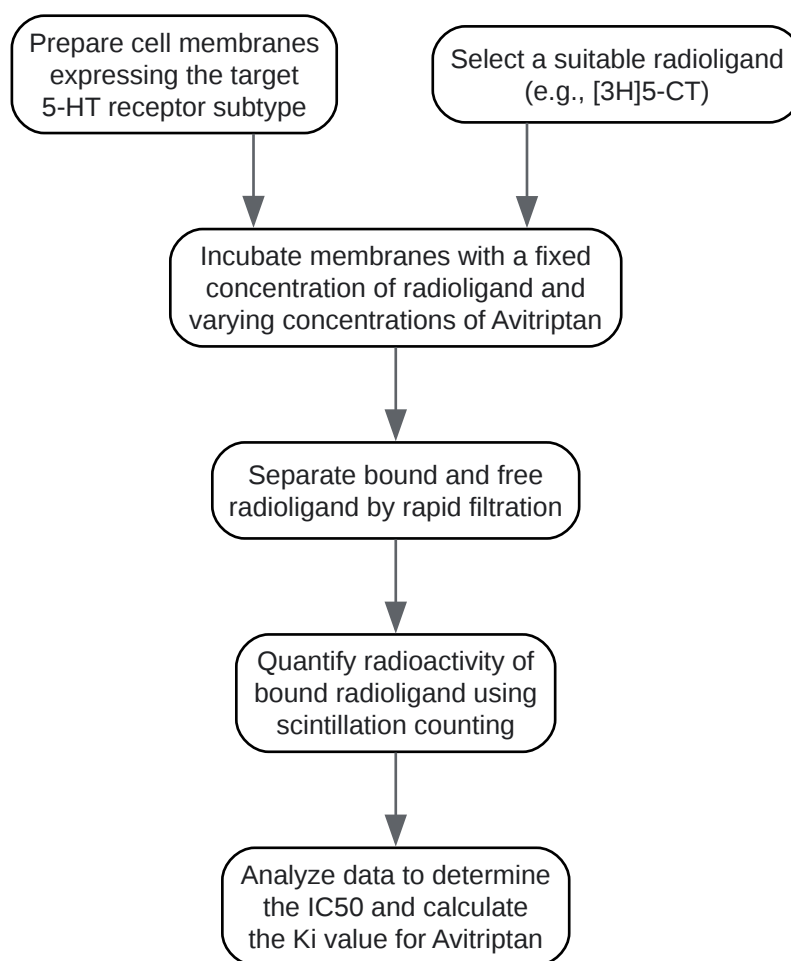 Prepare cell membranes
expressing the target
5-HT receptor subtype
Select a suitable radioligand
(e.g., [3H]5-CT)
Incubate membranes with a fixed
concentration of radioligand and
varying concentrations of Avitriptan
Separate bound and free
radioligand by rapid filtration
Quantify radioactivity of
bound radioligand using
scintillation counting
Analyze data to determine
the IC50 and calculate
the Ki value for Avitriptan